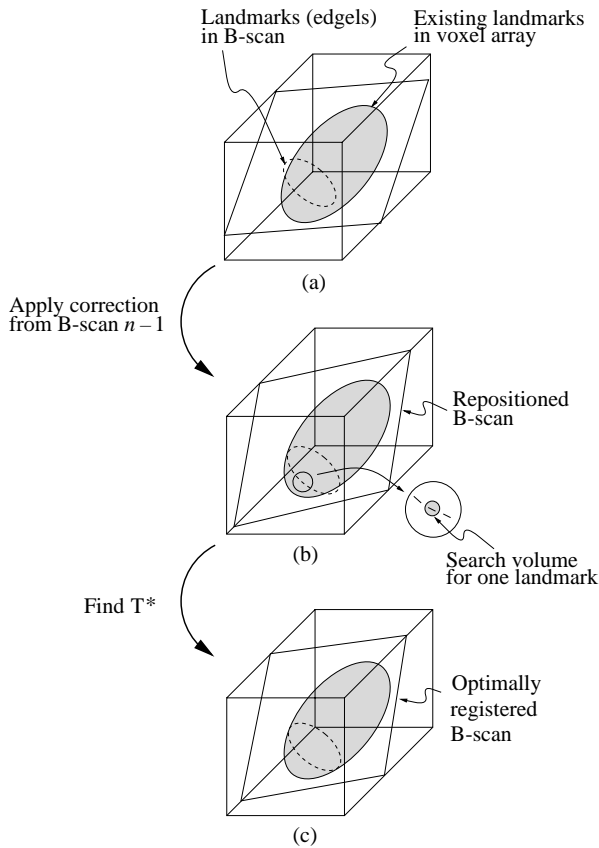 Landmarks (edgels)
in B-scan
Existing landmarks
in voxel array
(a)
Apply correction
from B-scan n – 1
Repositioned
B-scan
(b)
Search volume
for one landmark
Find T*
Optimally
registered
B-scan
(c)